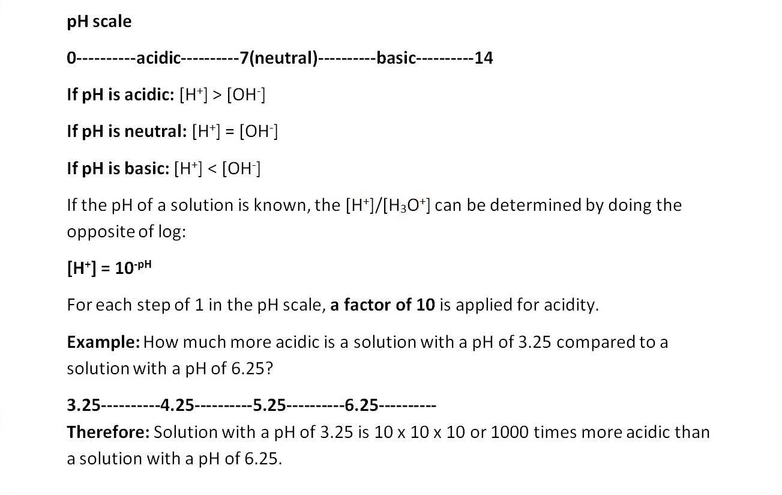 pH scale
0----------acidic----------7(neutral)----------basic----------14
If pH is acidic: [H⁺] > [OH⁻]
If pH is neutral: [H⁺] = [OH⁻]
If pH is basic: [H⁺] < [OH⁻]
If the pH of a solution is known, the [H⁺]/[H₃O⁺] can be determined by doing the
opposite of log:
[H⁺] = 10⁻ᵖᴴ
For each step of 1 in the pH scale, a factor of 10 is applied for acidity.
Example: How much more acidic is a solution with a pH of 3.25 compared to a
solution with a pH of 6.25?
3.25----------4.25----------5.25----------6.25----------
Therefore: Solution with a pH of 3.25 is 10 x 10 x 10 or 1000 times more acidic than
a solution with a pH of 6.25.